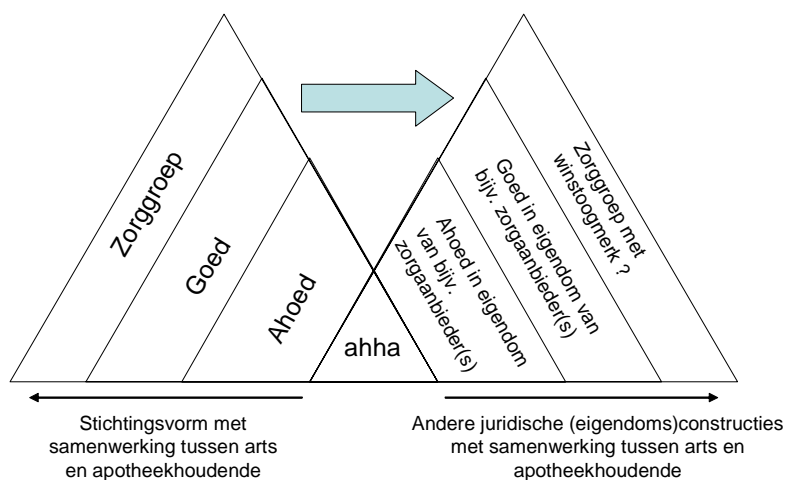 Zorggroep
Goed
Ahoed
ahha
Ahoed in eigendom
van bijv.
zorgaanbieder(s)
Goed in eigendom van
bijv. zorgaanbieder(s)
Zorggroep met
winstoogmerk ?
Stichtingsvorm met
samenwerking tussen arts
en apotheekhoudende
Andere juridische (eigendoms)constructies
met samenwerking tussen arts en
apotheekhoudende